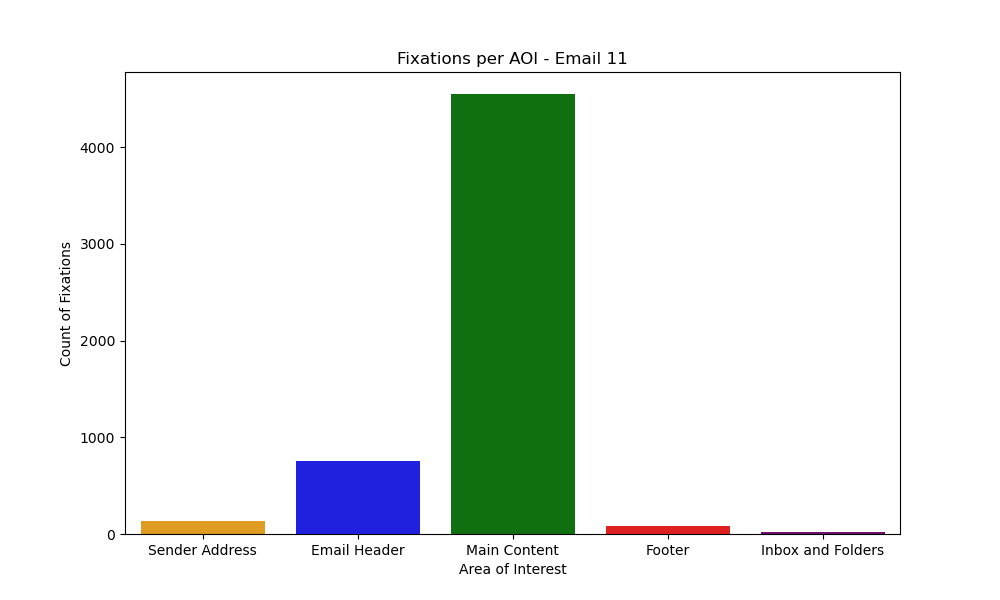 Fixations per AOI - Email 11
Count of Fixations
4000
3000
2000
1000
0
Sender Address
Email Header
Main Content
Footer
Inbox and Folders
Area of Interest